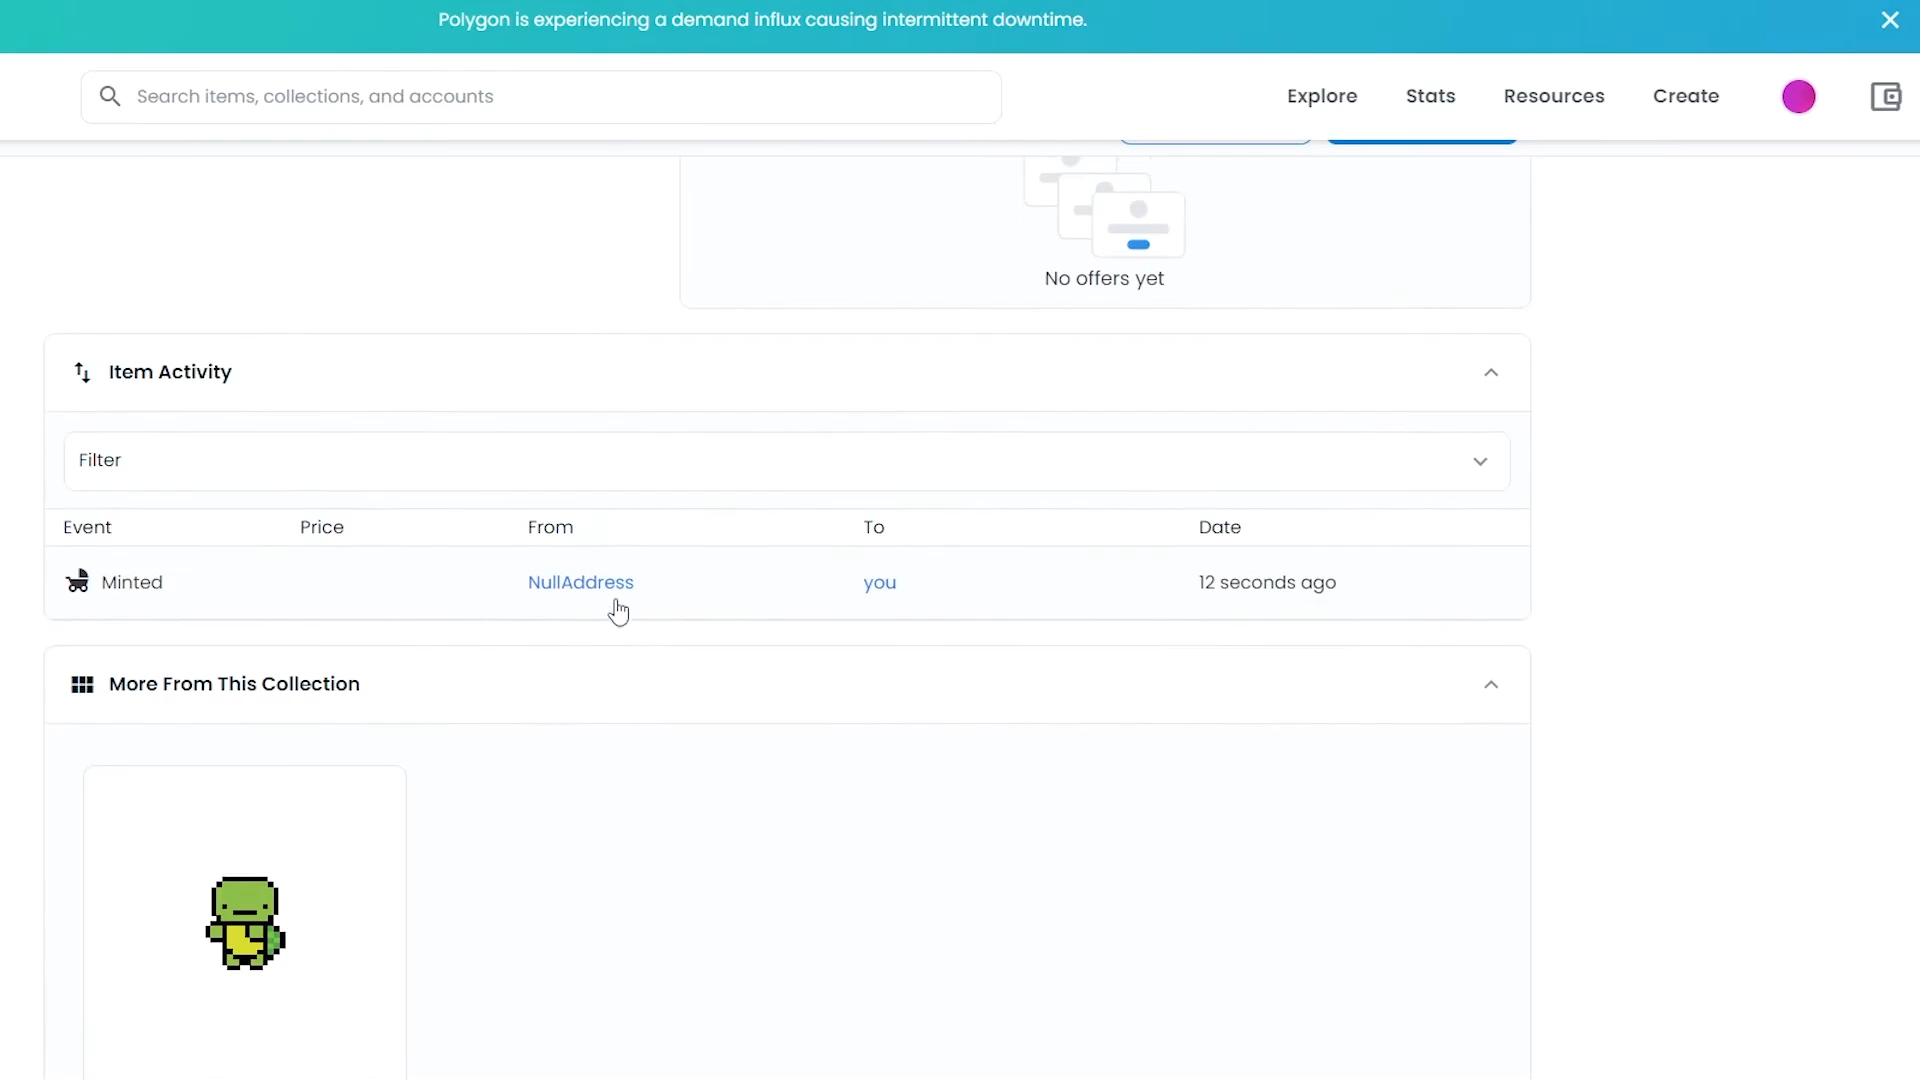 Polygon is experiencing a demand influx causing intermittent downtime.
Search items, collections, and accounts
Explore Stats Resources Create
No offers yet
Item Activity
Filter
Event Price From To Date
Minted NullAddress you 12 seconds ago
More From This Collection